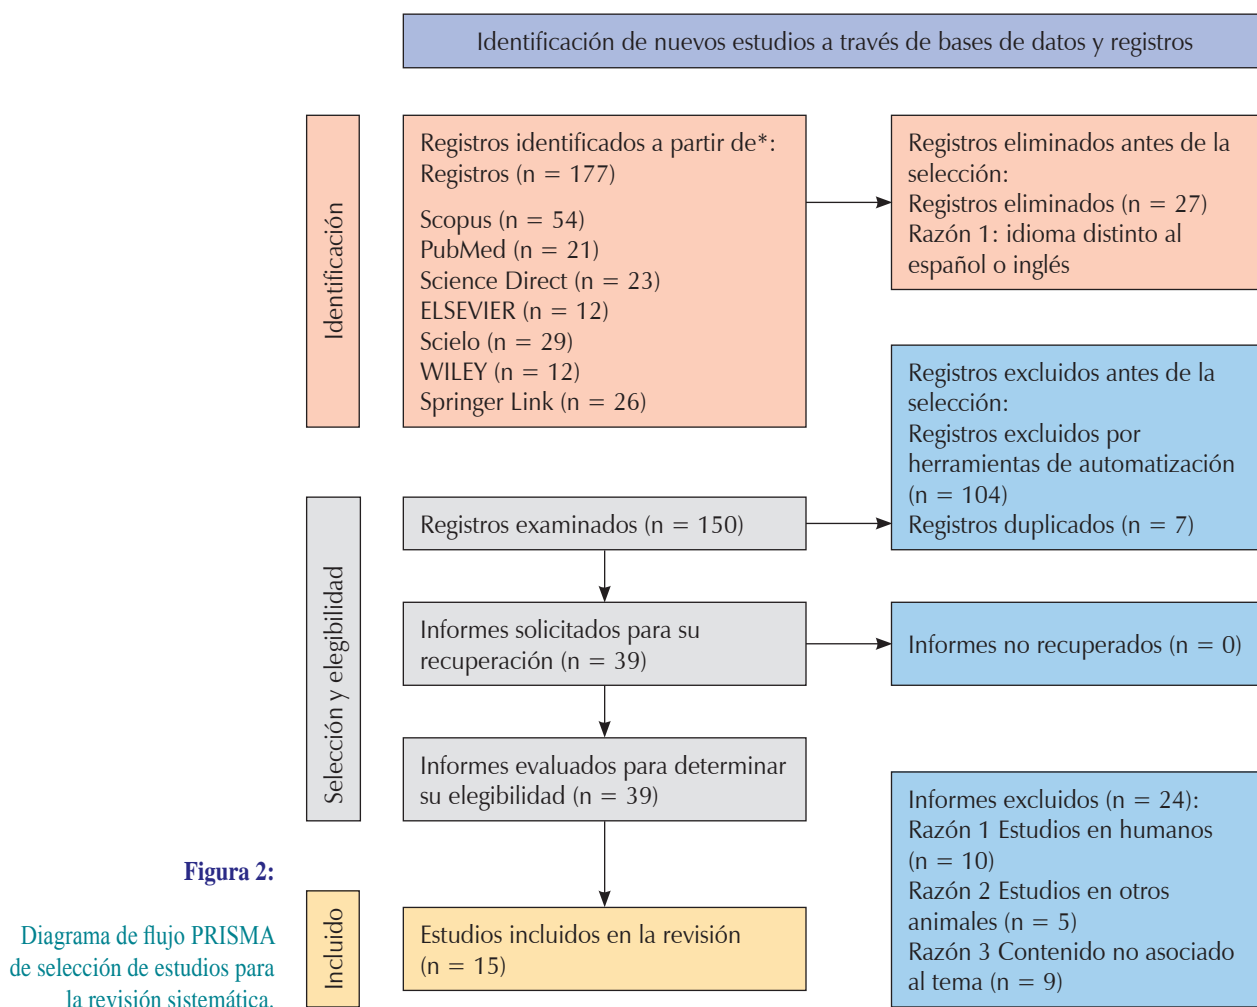 Identificación de nuevos estudios a través de bases de datos y registros
Identificación
Registros identificados a partir de*:
Registros (n = 177)
Scopus (n = 54)
PubMed (n = 21)
Science Direct (n = 23)
ELSEVIER (n = 12)
Scielo (n = 29)
WILEY (n = 12)
Springer Link (n = 26)
Registros eliminados antes de la
selección:
Registros eliminados (n = 27)
Razón 1: idioma distinto al
español o inglés
Registros excluidos antes de la
selección:
Registros excluidos por
herramientas de automatización
(n = 104)
Registros duplicados (n = 7)
Selección y elegibilidad
Registros examinados (n = 150)
Informes solicitados para su
recuperación (n = 39)
Informes no recuperados (n = 0)
Informes evaluados para determinar
su elegibilidad (n = 39)
Informes excluidos (n = 24):
Razón 1 Estudios en humanos
(n = 10)
Razón 2 Estudios en otros
animales (n = 5)
Razón 3 Contenido no asociado
al tema (n = 9)
Incluido
Estudios incluidos en la revisión
(n = 15)
Figura 2:
Diagrama de flujo PRISMA
de selección de estudios para
la revisión sistemática.